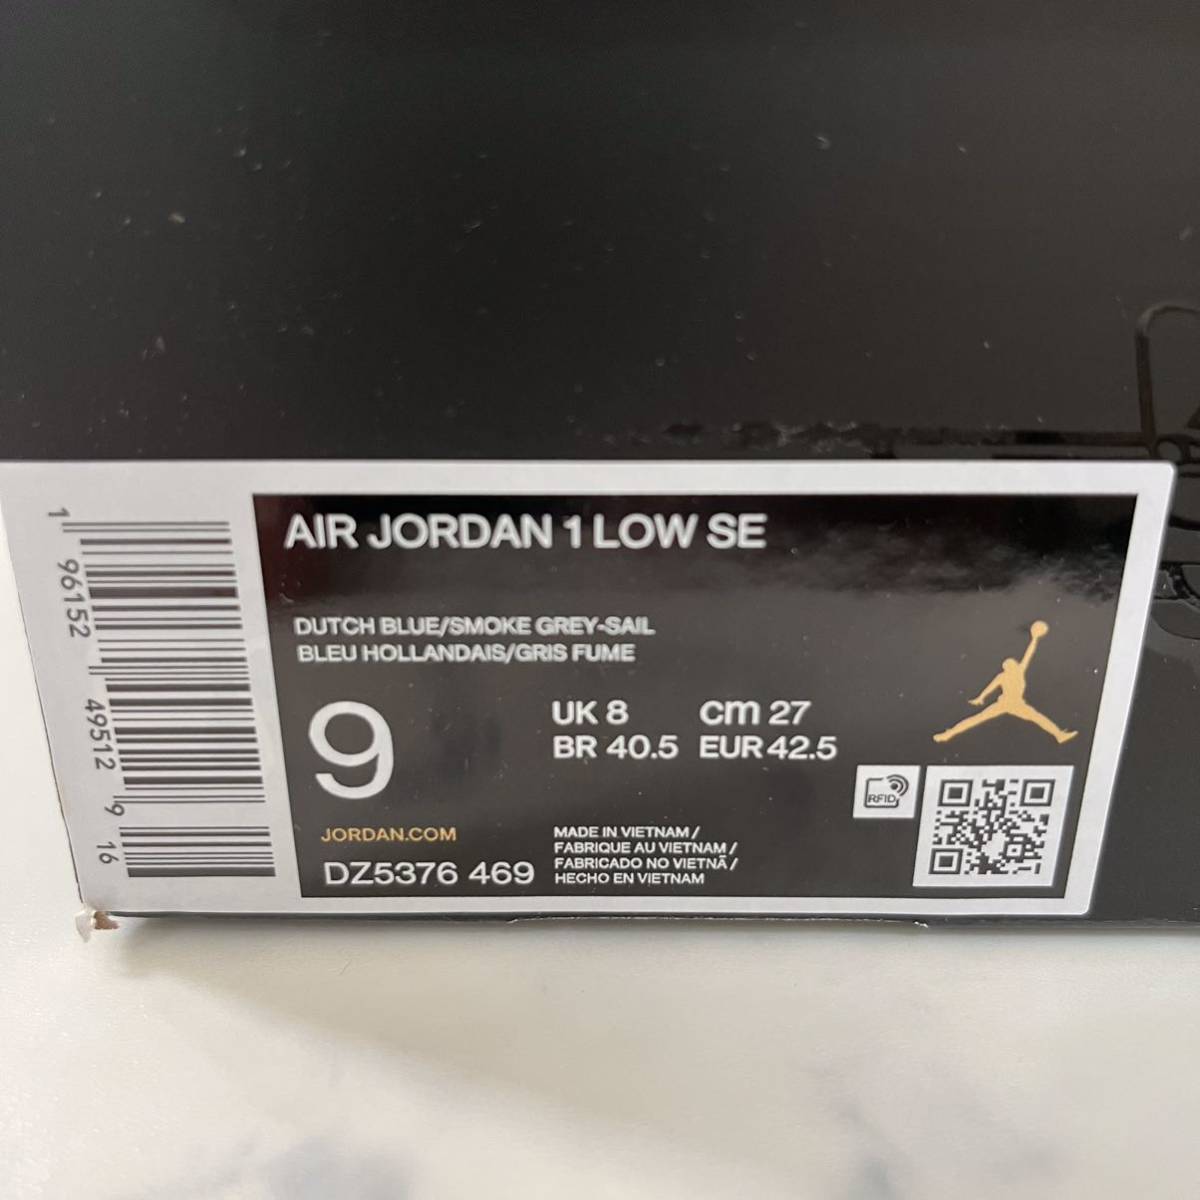 AIR JORDAN 1 LOW SE
DUTCH BLUE/SMOKE GREY-SAIL
BLEU HOLLANDAIS/GRIS FUME
9
UK 8 cm 27
BR 40.5 EUR 42.5
JORDAN.COM
DZ5376 469
MADE IN VIETNAM /
FABRIQUE AU VIETNAM /
FABRICADO NO VIETNÃ /
HECHO EN VIETNAM
RFID
1 96152 49512 9 16